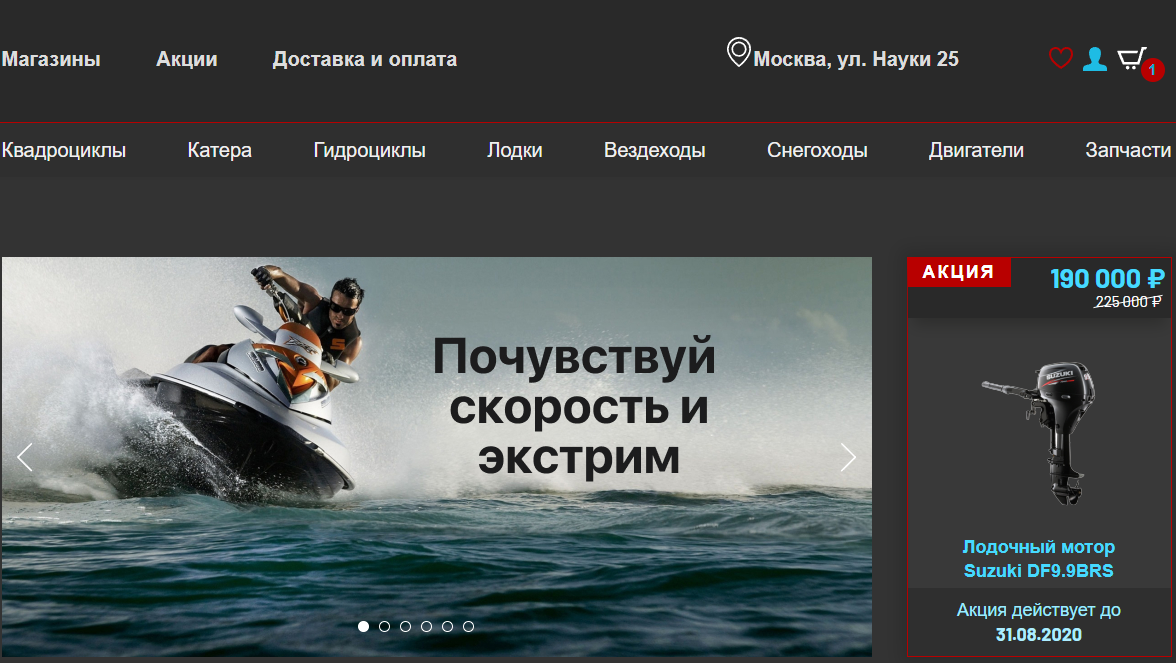 Магазины Акции Доставка и оплата Москва, ул. Науки 25 1
Квадроциклы Катера Гидроциклы Лодки Вездеходы Снегоходы Двигатели Запчасти
Почувствуй
скорость и
экстрим
АКЦИЯ
190 000 ₽
225 000 ₽
SUZUKI
Лодочный мотор
Suzuki DF9.9BRS
Акция действует до
31.08.2020